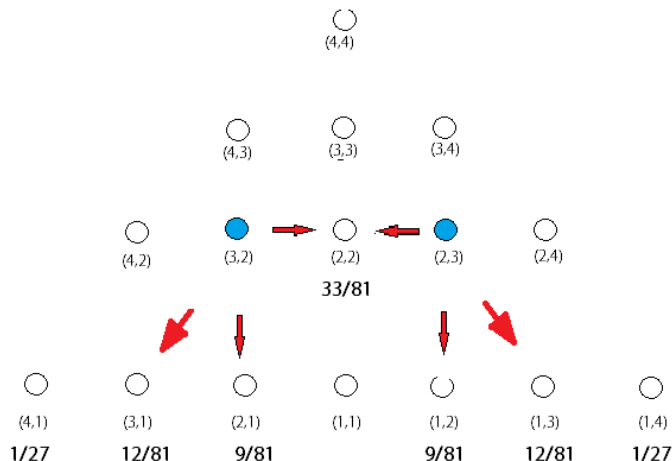 (4,4)
(4,3) (3,3) (3,4)
(4,2) (3,2) (2,2) (2,3) (2,4)
33/81
(4,1) (3,1) (2,1) (1,1) (1,2) (1,3) (1,4)
1/27 12/81 9/81 9/81 12/81 1/27